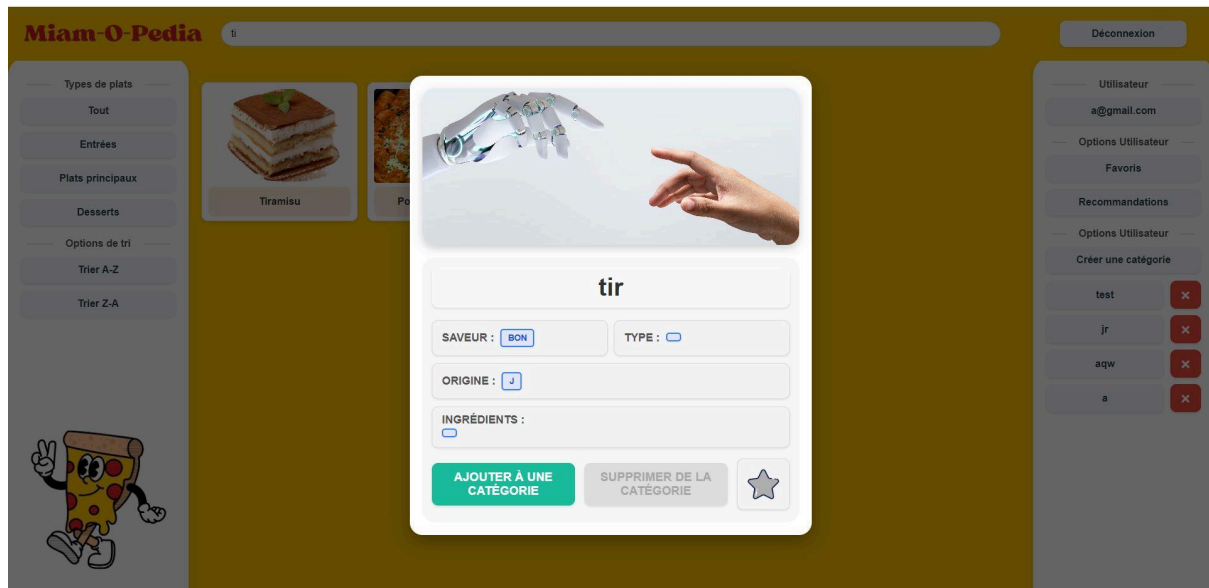 Miam-O-Pedia
ti
Déconnexion
Types de plats
Tout
Entrées
Plats principaux
Desserts
Options de tri
Trier A-Z
Trier Z-A
Tiramisu
Po
tir
SAVEUR : BON
TYPE :
ORIGINE : J
INGRÉDIENTS :
AJOUTER À UNE
CATÉGORIE
SUPPRIMER DE LA
CATÉGORIE
Utilisateur
a@gmail.com
Options Utilisateur
Favoris
Recommandations
Options Utilisateur
Créer une catégorie
test
jr
aqw
a